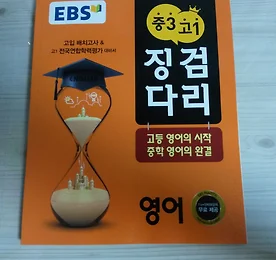 EBS
중3 고1
고입 배치고사 &
고1 전국연합학력평가 대비서
징검
다리
고등 영어의 시작
중학 영어의 완결
영어
무료 제공